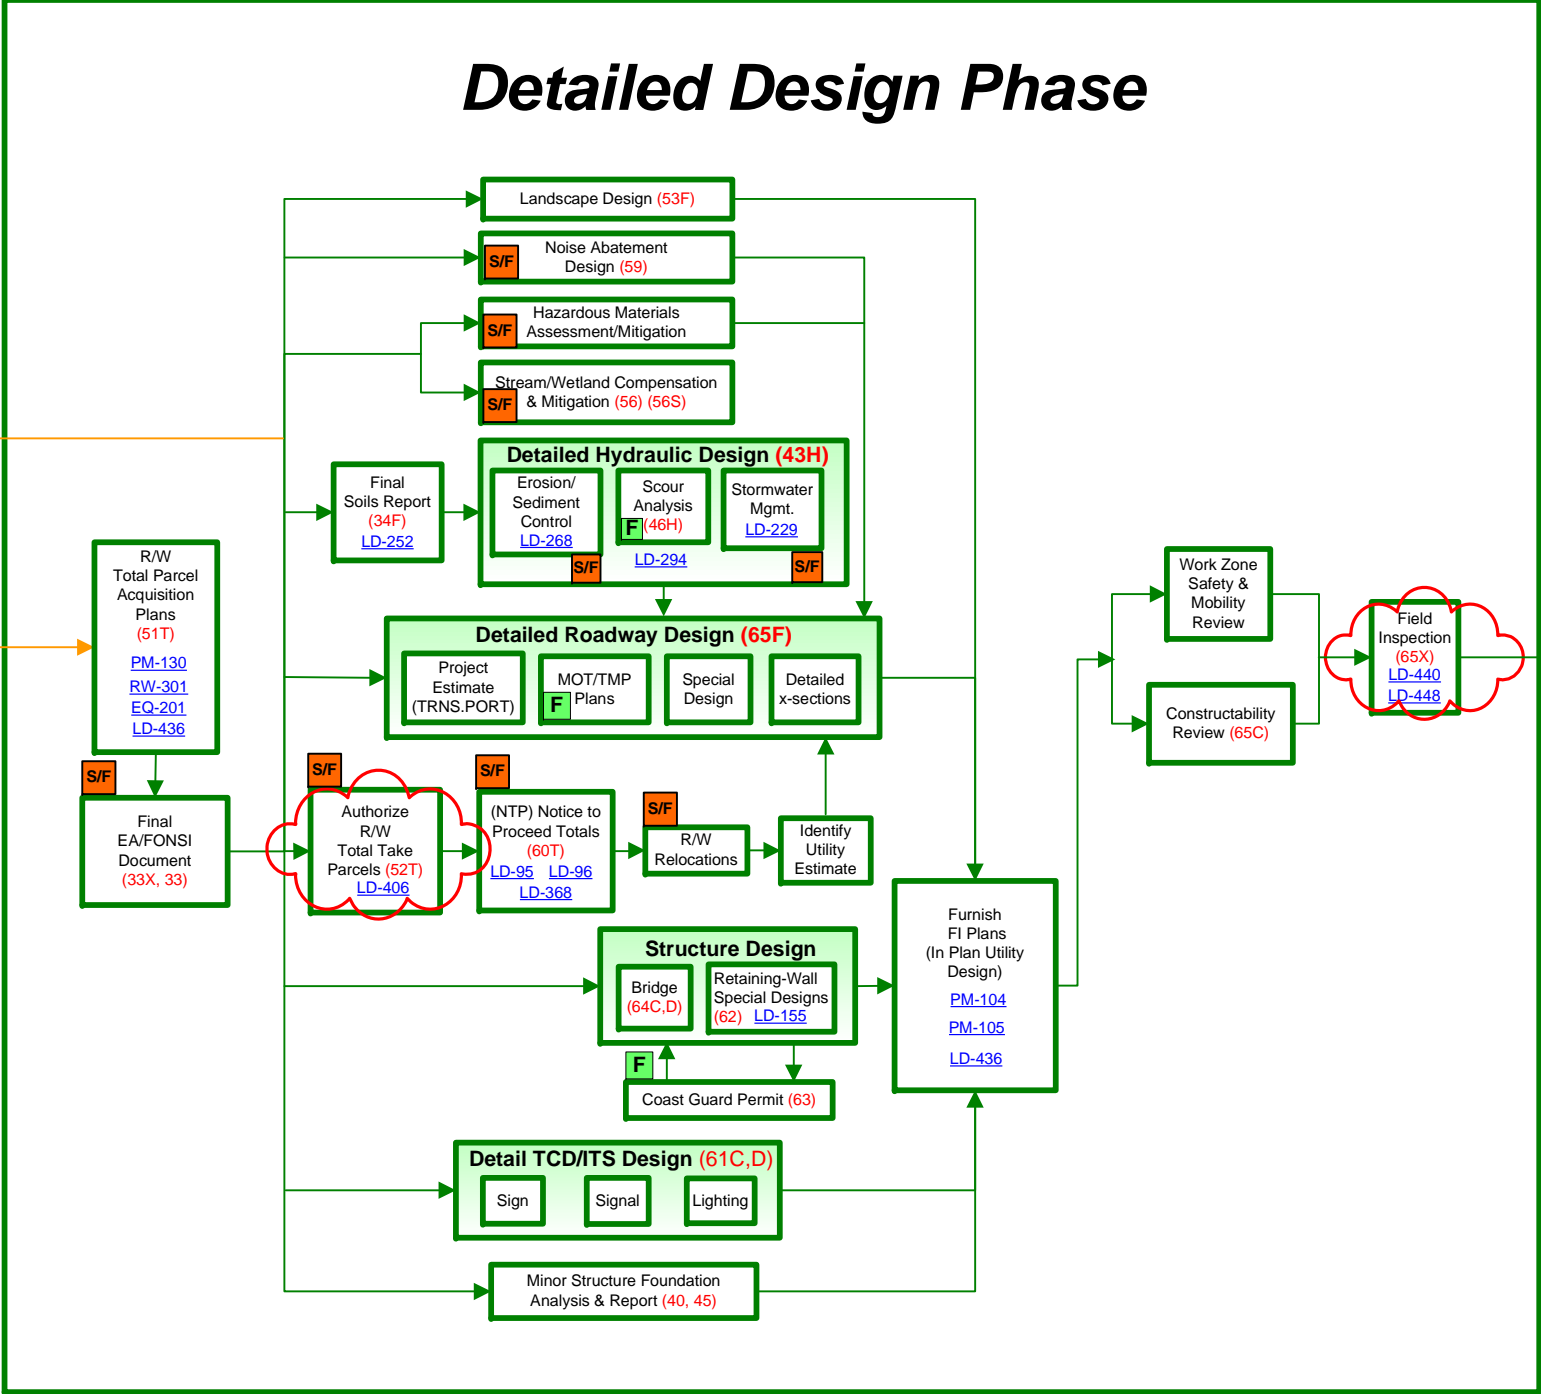 Detailed Design Phase
Landscape Design (53F)
S/F
Noise Abatement
Design (59)
S/F
Hazardous Materials
Assessment/Mitigation
S/F
Stream/Wetland Compensation
& Mitigation (56) (56S)
Final
Soils Report
(34F)
LD-252
Detailed Hydraulic Design (43H)
Erosion/
Sediment
Control
LD-268
S/F
Scour
Analysis
F (46H)
LD-294
Stormwater
Mgmt.
LD-229
S/F
R/W
Total Parcel
Acquisition
Plans
(51T)
PM-130
RW-301
EQ-201
LD-436
S/F
Final
EA/FONSI
Document
(33X, 33)
Detailed Roadway Design (65F)
Project
Estimate
(TRNS.PORT)
MOT/TMP
F Plans
Special
Design
Detailed
x-sections
S/F
Authorize
R/W
Total Take
Parcels (52T)
LD-406
S/F
(NTP) Notice to
Proceed Totals
(60T)
LD-95 LD-96
LD-368
S/F
R/W
Relocations
Identify
Utility
Estimate
Structure Design
Bridge
(64C,D)
Retaining-Wall
Special Designs
(62) LD-155
F
Coast Guard Permit (63)
Detail TCD/ITS Design (61C,D)
Sign
Signal
Lighting
Minor Structure Foundation
Analysis & Report (40, 45)
Furnish
FI Plans
(In Plan Utility
Design)
PM-104
PM-105
LD-436
Work Zone
Safety &
Mobility
Review
Constructability
Review (65C)
Field
Inspection
(65X)
LD-440
LD-448